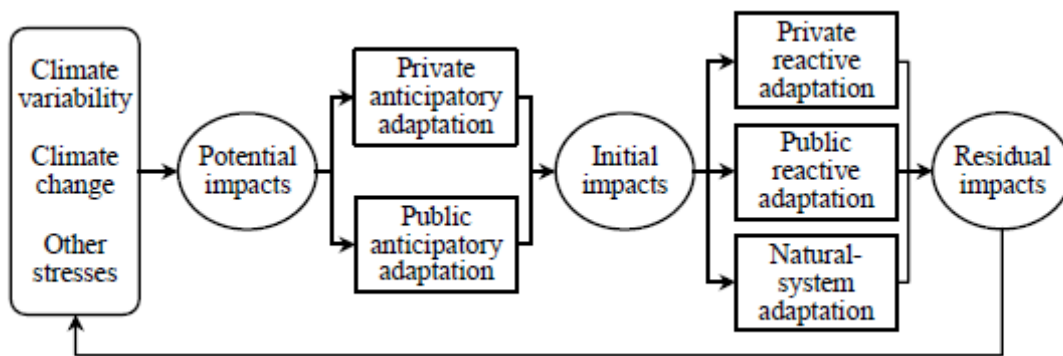 Climate
variability
Climate
change
Other
stresses
Potential
impacts
Private
anticipatory
adaptation
Public
anticipatory
adaptation
Initial
impacts
Private
reactive
adaptation
Public
reactive
adaptation
Natural-
system
adaptation
Residual
impacts